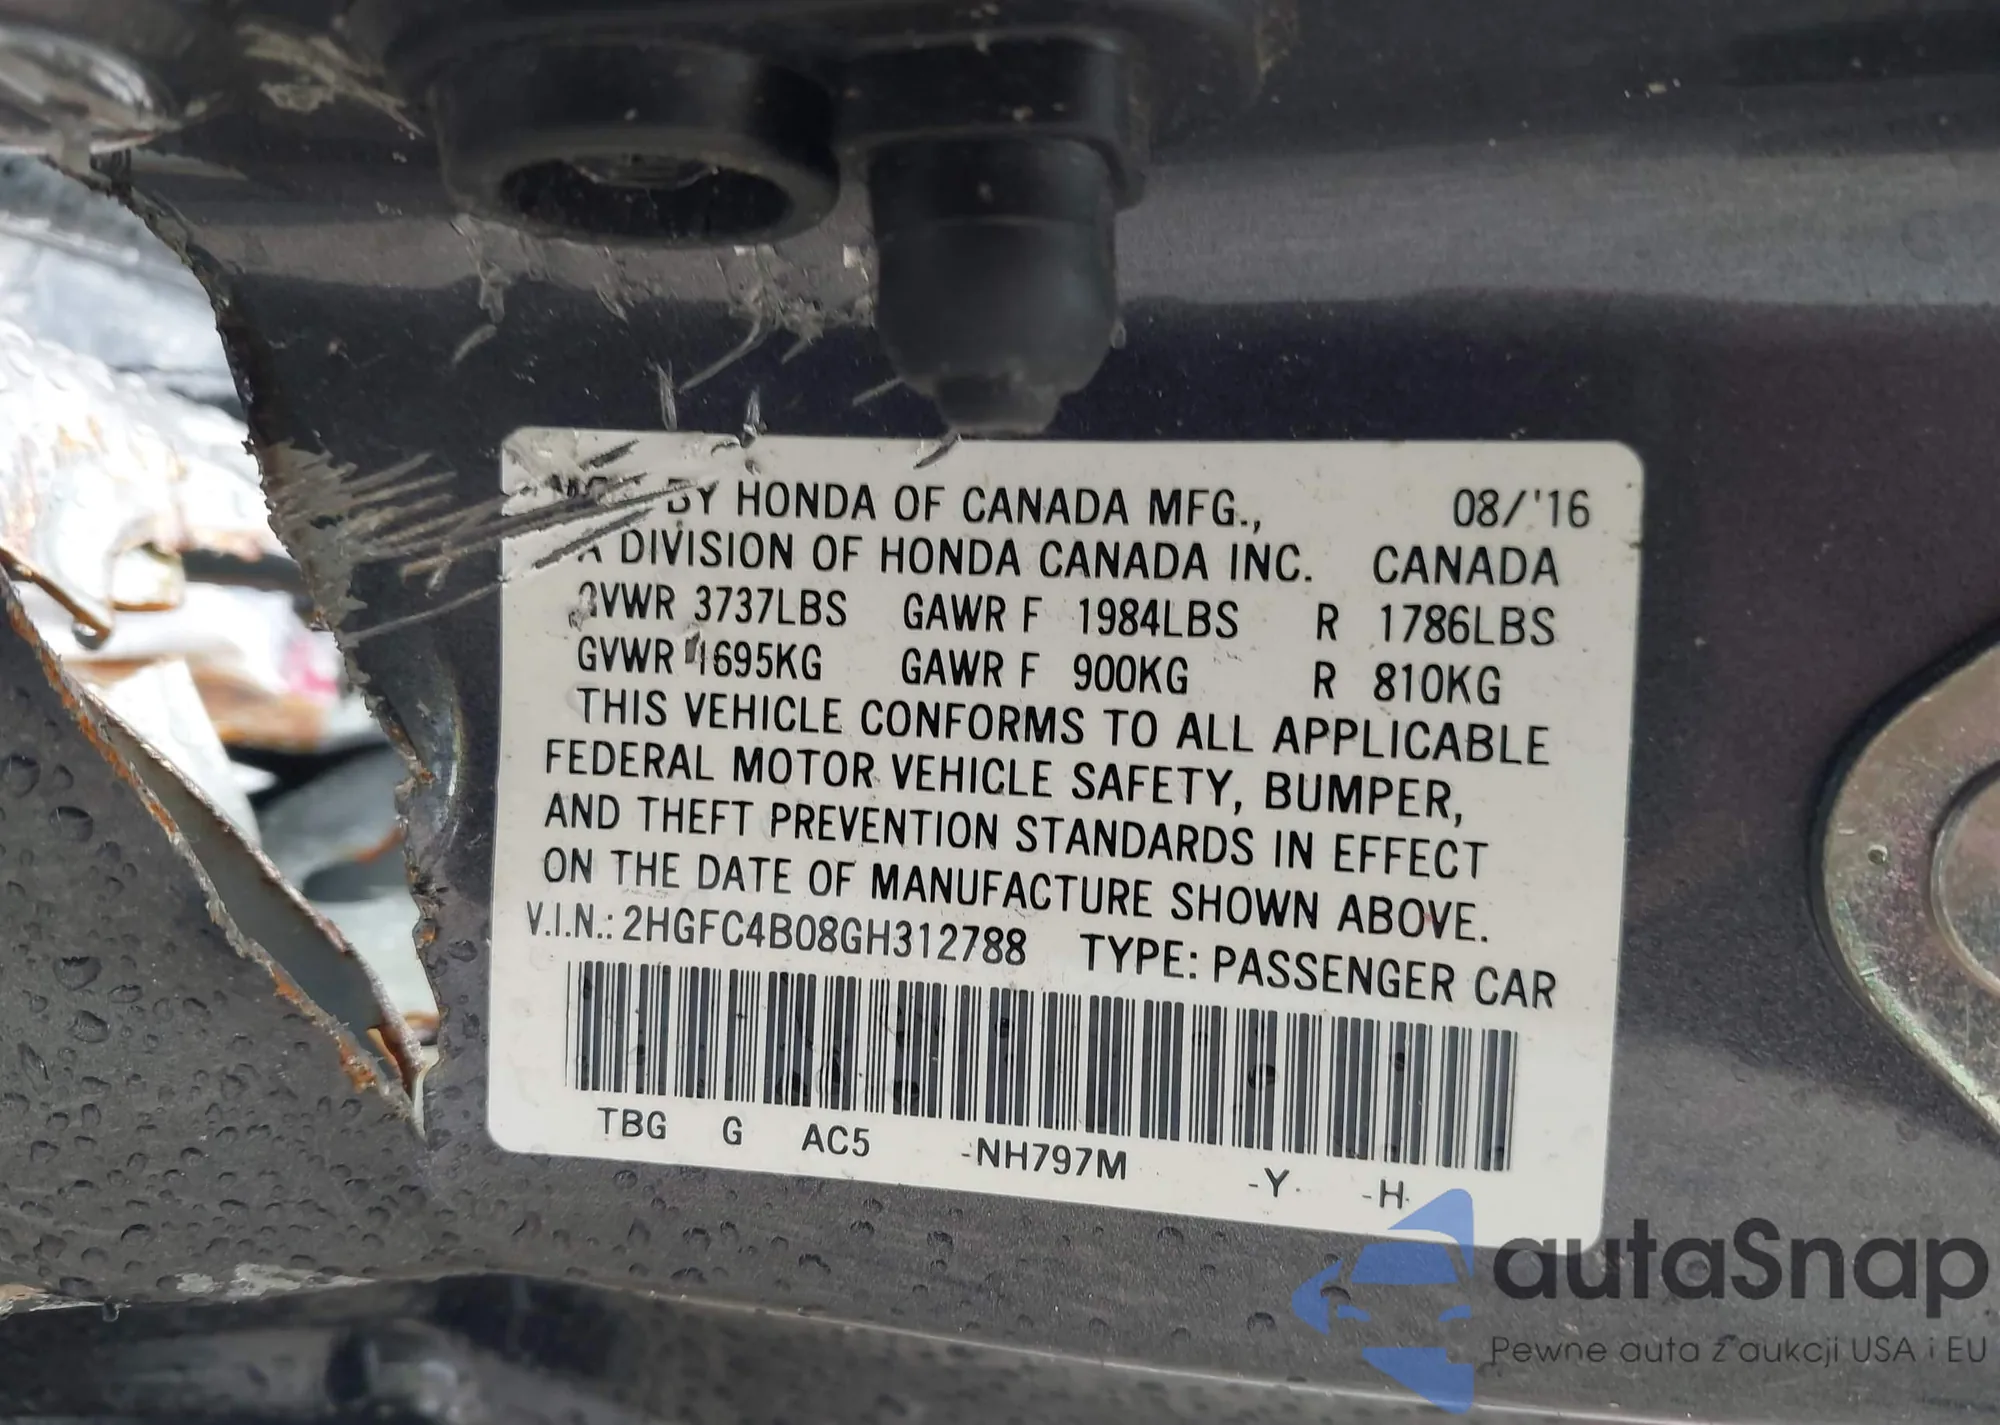 BY HONDA OF CANADA MFG., 08/'16
A DIVISION OF HONDA CANADA INC. CANADA
GVWR 3737LBS GAWR F 1984LBS R 1786LBS
GVWR 1695KG GAWR F 900KG R 810KG
THIS VEHICLE CONFORMS TO ALL APPLICABLE
FEDERAL MOTOR VEHICLE SAFETY, BUMPER,
AND THEFT PREVENTION STANDARDS IN EFFECT
ON THE DATE OF MANUFACTURE SHOWN ABOVE.
V.I.N.: 2HGFC4B08GH312788 TYPE: PASSENGER CAR
TBG G AC5 -NH797M -Y- -H-
autaSnap
Pewne auta z aukcji USA i EU